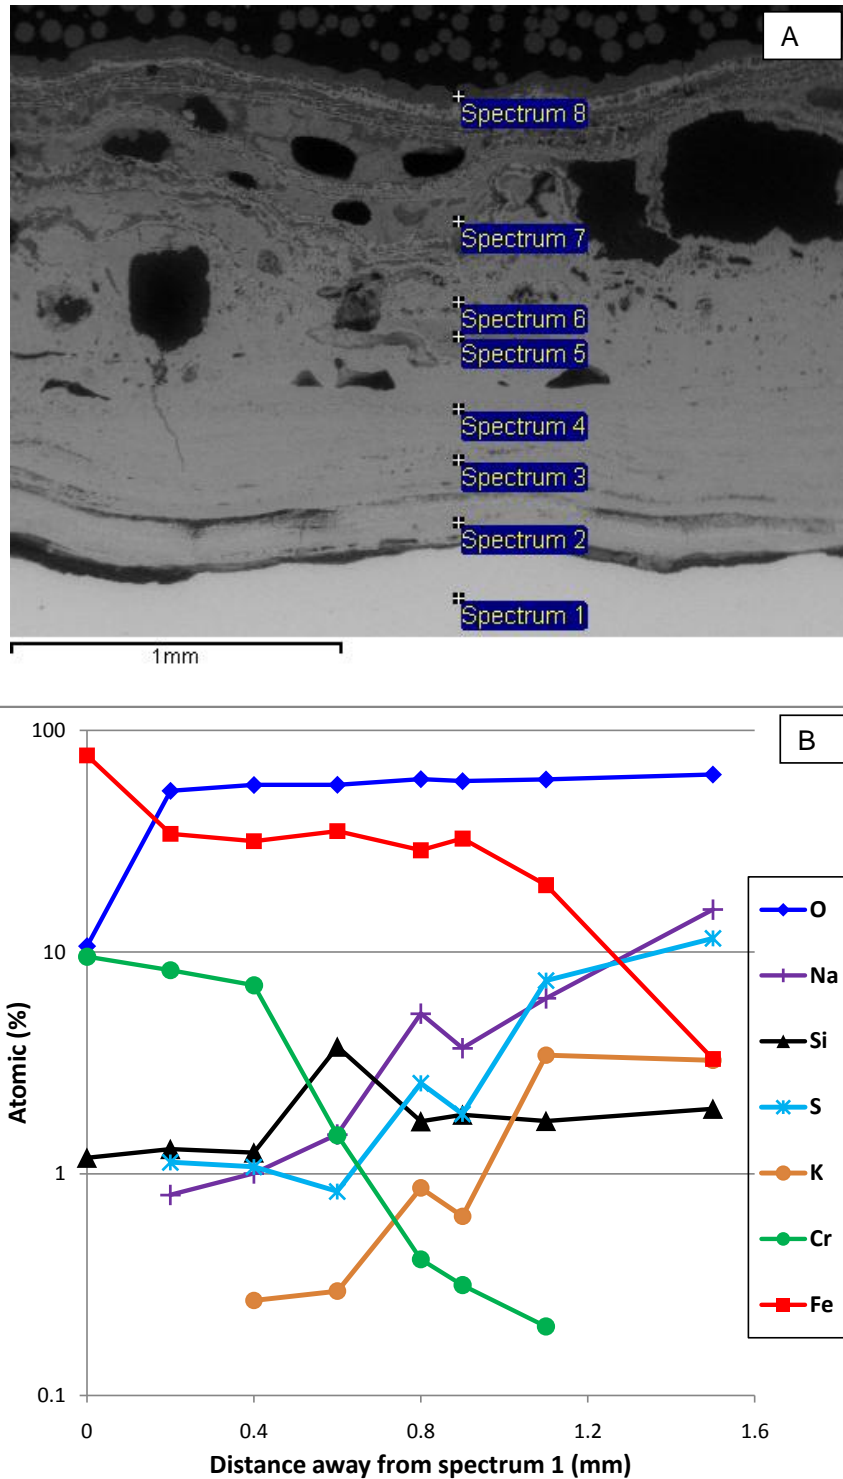 A
Spectrum 8
Spectrum 7
Spectrum 6
Spectrum 5
Spectrum 4
Spectrum 3
Spectrum 2
Spectrum 1
1mm
B
100
10
1
0.1
Atomic (%)
0 0.4 0.8 1.2 1.6
Distance away from spectrum 1 (mm)
O
Na
Si
S
K
Cr
Fe